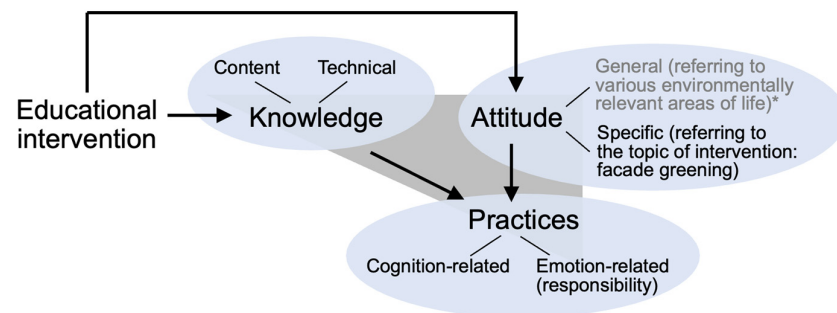 Educational
intervention
Content
Technical
Knowledge
Attitude
General (referring to
various environmentally
relevant areas of life)*
Specific (referring to
the topic of intervention:
facade greening)
Practices
Cognition-related
Emotion-related
(responsibility)